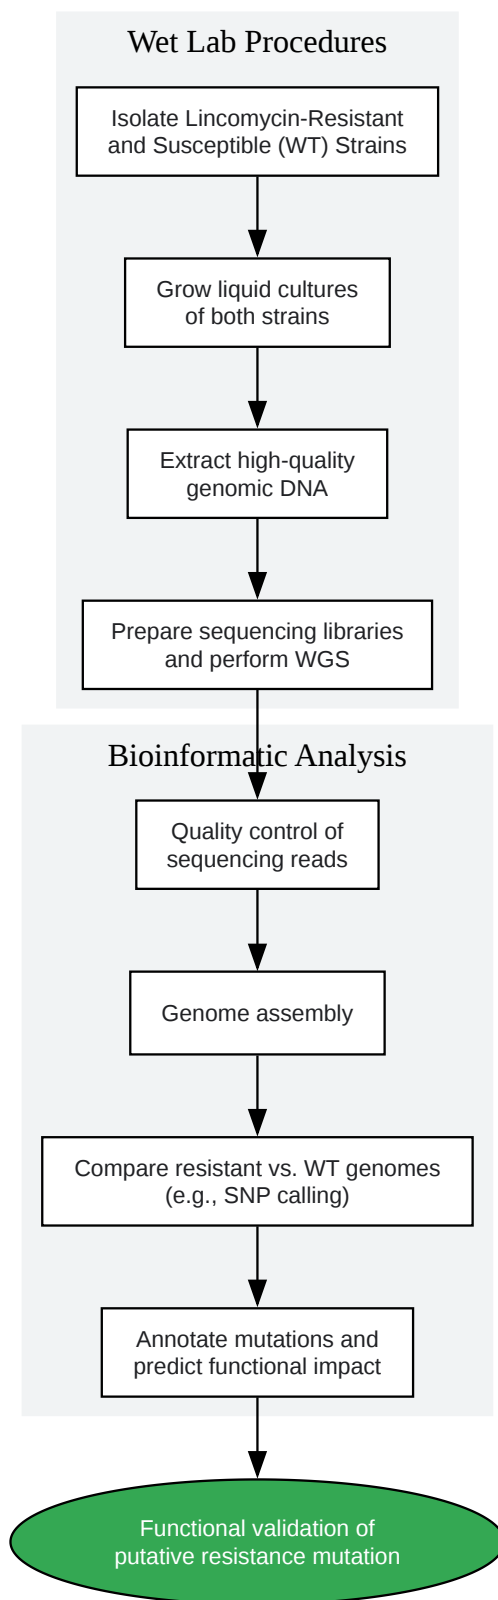 Wet Lab Procedures
Isolate Lincomycin-Resistant
and Susceptible (WT) Strains
Grow liquid cultures
of both strains
Extract high-quality
genomic DNA
Prepare sequencing libraries
and perform WGS
Bioinformatic Analysis
Quality control of
sequencing reads
Genome assembly
Compare resistant vs. WT genomes
(e.g., SNP calling)
Annotate mutations and
predict functional impact
Functional validation of
putative resistance mutation